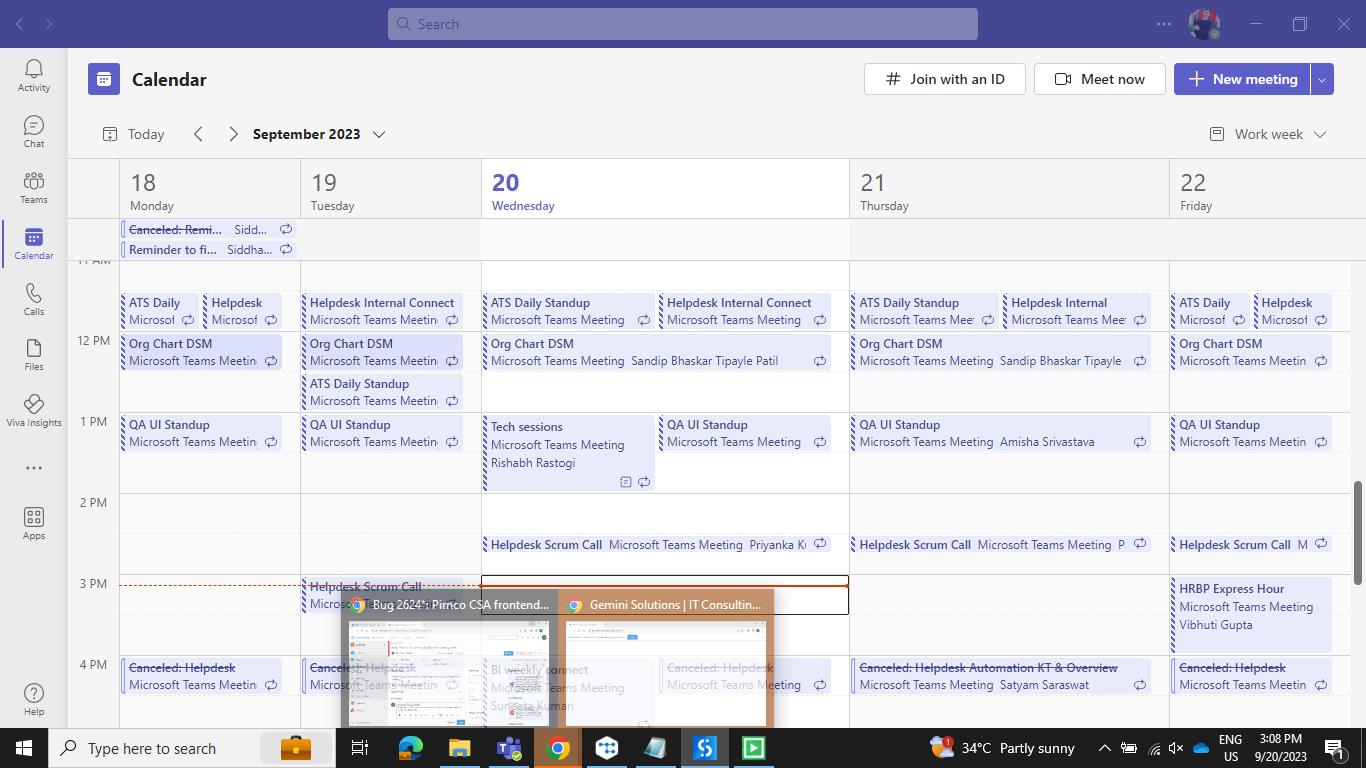 Search
Activity
Chat
Teams
Calendar
Calls
Files
Viva Insights
Apps
Help
Calendar
Join with an ID
Meet now
New meeting
Today
September 2023
Work week
18
Monday
19
Tuesday
20
Wednesday
21
Thursday
22
Friday
Canceled: Remi... Sidd...
Reminder to fi... Siddha...
11 AM
12 PM
1 PM
2 PM
3 PM
4 PM
ATS Daily
Microsof
Helpdesk
Microsof
Org Chart DSM
Microsoft Teams Meetin
QA UI Standup
Microsoft Teams Meetin
Canceled: Helpdesk
Microsoft Teams Meetin
Helpdesk Internal Connect
Microsoft Teams Meetin
Org Chart DSM
Microsoft Teams Meetin
ATS Daily Standup
Microsoft Teams Meetin
QA UI Standup
Microsoft Teams Meetin
Helpdesk Scrum Call
ATS Daily Standup
Microsoft Teams Meeting
Helpdesk Internal Connect
Microsoft Teams Meeting
Org Chart DSM
Microsoft Teams Meeting Sandip Bhaskar Tipayle Patil
Tech sessions
Microsoft Teams Meeting
Rishabh Rastogi
QA UI Standup
Microsoft Teams Meeting
Helpdesk Scrum Call Microsoft Teams Meeting Priyanka Ku
Bi weekly connect
Microsoft Teams Meeting
Suneeta Kumari
Canceled: Helpdesk
Microsoft Teams Meeting
ATS Daily Standup
Microsoft Teams Mee
Helpdesk Internal
Microsoft Teams Mee
Org Chart DSM
Microsoft Teams Meeting Sandip Bhaskar Tipayle
QA UI Standup
Microsoft Teams Meeting Amisha Srivastava
Helpdesk Scrum Call Microsoft Teams Meeting P
Canceled: Helpdesk Automation KT & Overview
Microsoft Teams Meeting Satyam Saraswat
ATS Daily
Microsof
Helpdesk
Microsof
Org Chart DSM
Microsoft Teams Meetin
QA UI Standup
Microsoft Teams Meetin
Helpdesk Scrum Call M
HRBP Express Hour
Microsoft Teams Meeting
Vibhuti Gupta
Canceled: Helpdesk
Microsoft Teams Meetin
Pimco CSA frontend...
Gemini Solutions | IT Consultin...
Type here to search
34°C Partly sunny
ENG
US
3:08 PM
9/20/2023
1